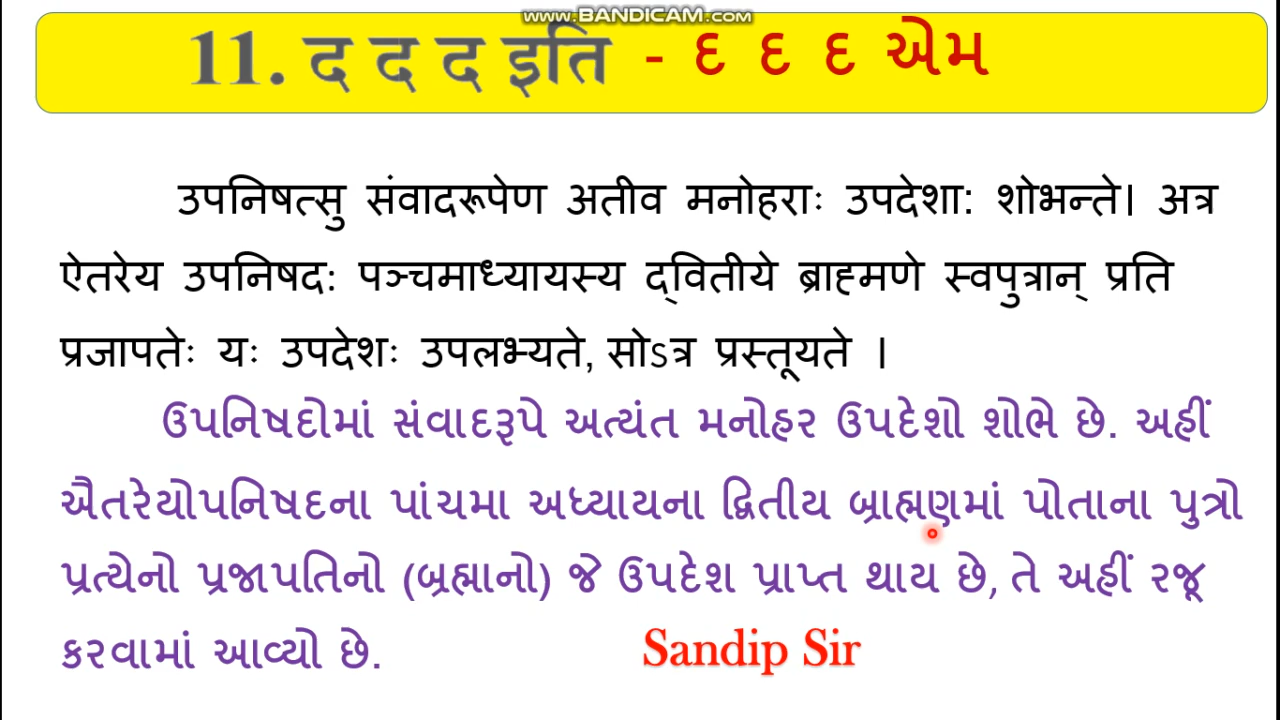 www.BANDICAM.com
11. द द द इति - દ દ દ એમ
उपनिषत्सु संवादरूपेण अतीव मनोहराः उपदेशा: शोभन्ते। अत्र
ऐतरेय उपनिषद: पञ्चमाध्यायस्य द्वितीये ब्राह्मणे स्वपुत्रान् प्रति
प्रजापतेः यः उपदेशः उपलभ्यते, सोऽत्र प्रस्तूयते ।
ઉપનિષદોમાં સંવાદરૂપે અત્યંત મનોહર ઉપદેશો શોભે છે. અહીં
ઐતરેયોપનિષદના પાંચમા અધ્યાયના દ્વિતીય બ્રાહ્મણમાં પોતાના પુત્રો
પ્રત્યેનો પ્રજાપતિનો (બ્રહ્માનો) જે ઉપદેશ પ્રાપ્ત થાય છે, તે અહીં રજૂ
કરવામાં આવ્યો છે.
Sandip Sir